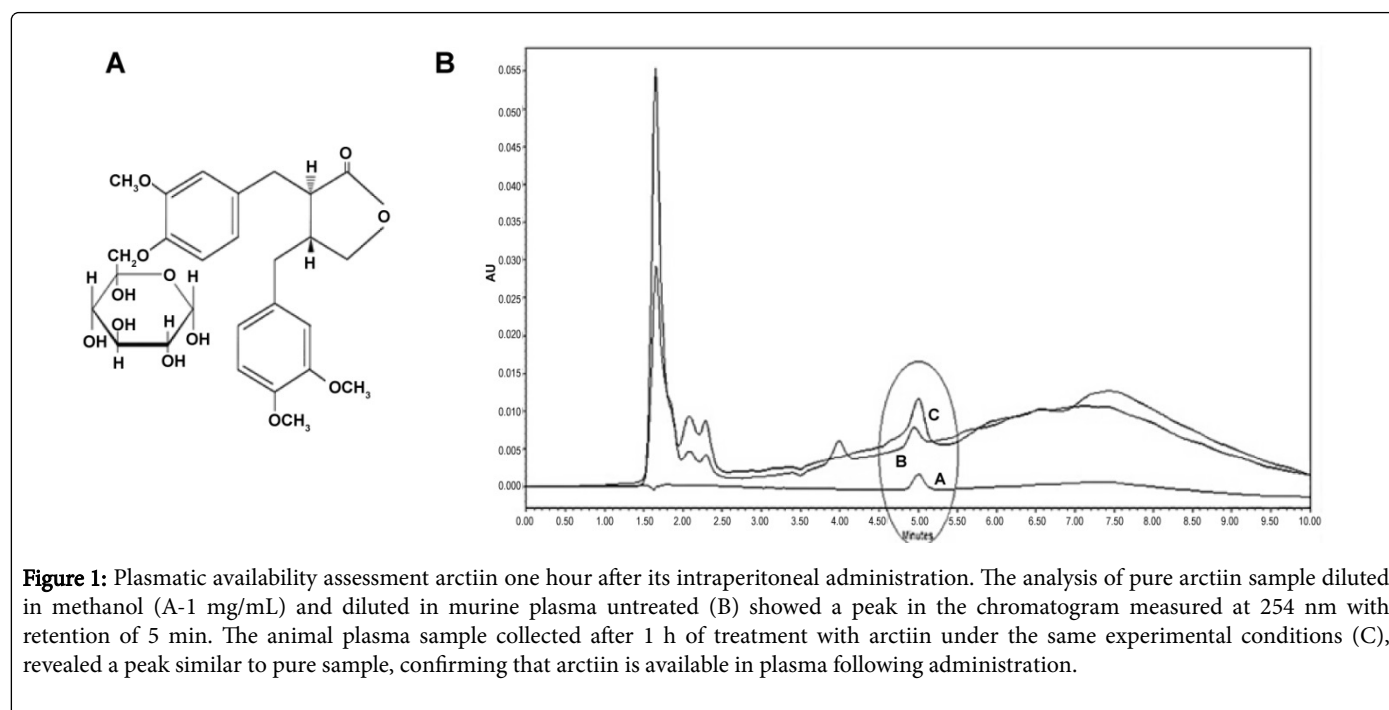 A
B
H
O
CH₃O
O
H
CH₂O
H
O
H
OH
OH
H
OH
OH
H
OH
OCH₃
OCH₃
AU
0.055
0.050
0.045
0.040
0.035
0.030
0.025
0.020
0.015
0.010
0.005
0.000
C
B
A
0.00 0.50 1.00 1.50 2.00 2.50 3.00 3.50 4.00 4.50 5.00 5.50 6.00 6.50 7.00 7.50 8.00 8.50 9.00 9.50 10.00
Minutes
Figure 1: Plasmatic availability assessment arctiin one hour after its intraperitoneal administration. The analysis of pure arctiin sample diluted
in methanol (A-1 mg/mL) and diluted in murine plasma untreated (B) showed a peak in the chromatogram measured at 254 nm with
retention of 5 min. The animal plasma sample collected after 1 h of treatment with arctiin under the same experimental conditions (C),
revealed a peak similar to pure sample, confirming that arctiin is available in plasma following administration.